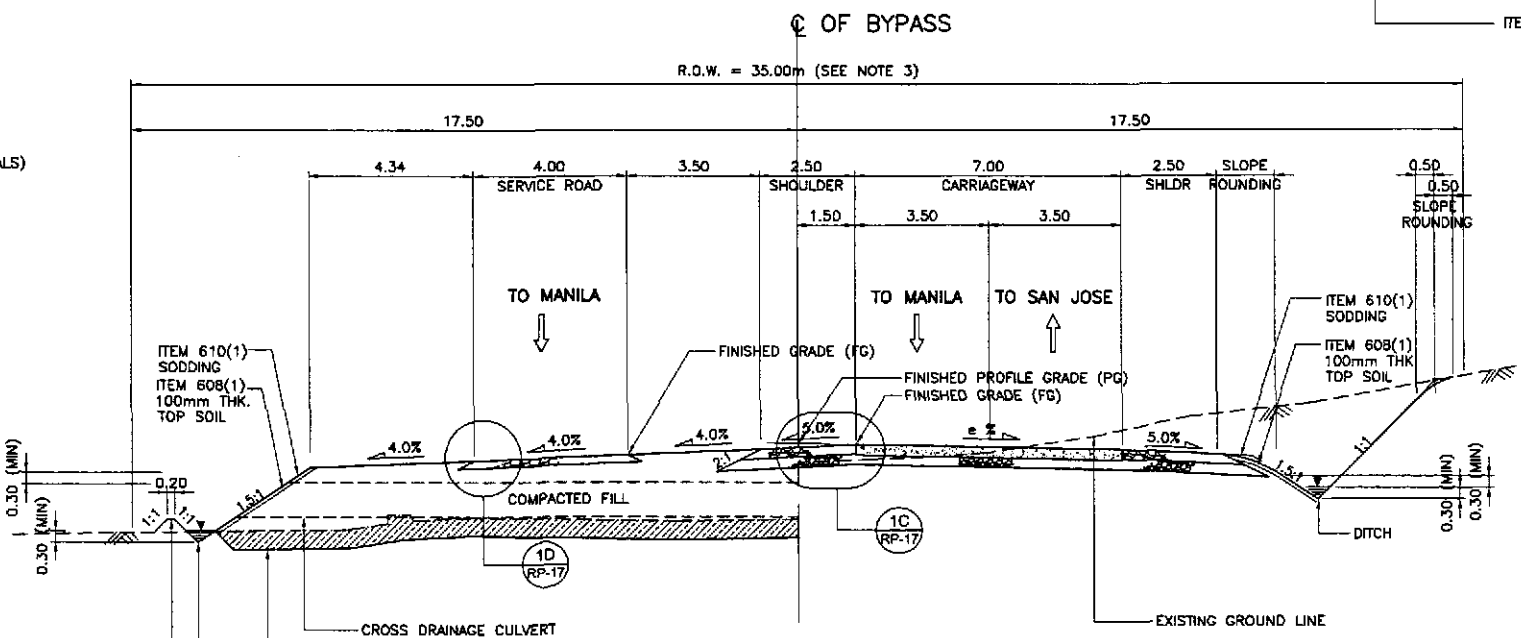 ℄ OF BYPASS
ITE
R.O.W. = 35.00m (SEE NOTE 3)
17.50
17.50
ALS)
4.34
4.00
3.50
2.50
7.00
2.50
SLOPE
0.50
SERVICE ROAD
SHOULDER
CARRIAGEWAY
SHLDR
ROUNDING
0.50
SLOPE
ROUNDING
1.50
3.50
3.50
TO MANILA
TO MANILA
TO SAN JOSE
ITEM 610(1)
SODDING
ITEM 608(1)
100mm THK
TOP SOIL
ITEM 610(1)
SODDING
ITEM 608(1)
100mm THK.
TOP SOIL
FINISHED GRADE (FG)
FINISHED PROFILE GRADE (PG)
FINISHED GRADE (FG)
4.0%
4.0%
4.0%
5.0%
e %
5.0%
2:1
1.5:1
1:1
1.5:1
0.20
1:1
1:1
0.30 (MIN)
0.30 (MIN)
0.30 (MIN)
0.30 (MIN)
COMPACTED FILL
1C
RP-17
1D
RP-17
DITCH
CROSS DRAINAGE CULVERT
EXISTING GROUND LINE